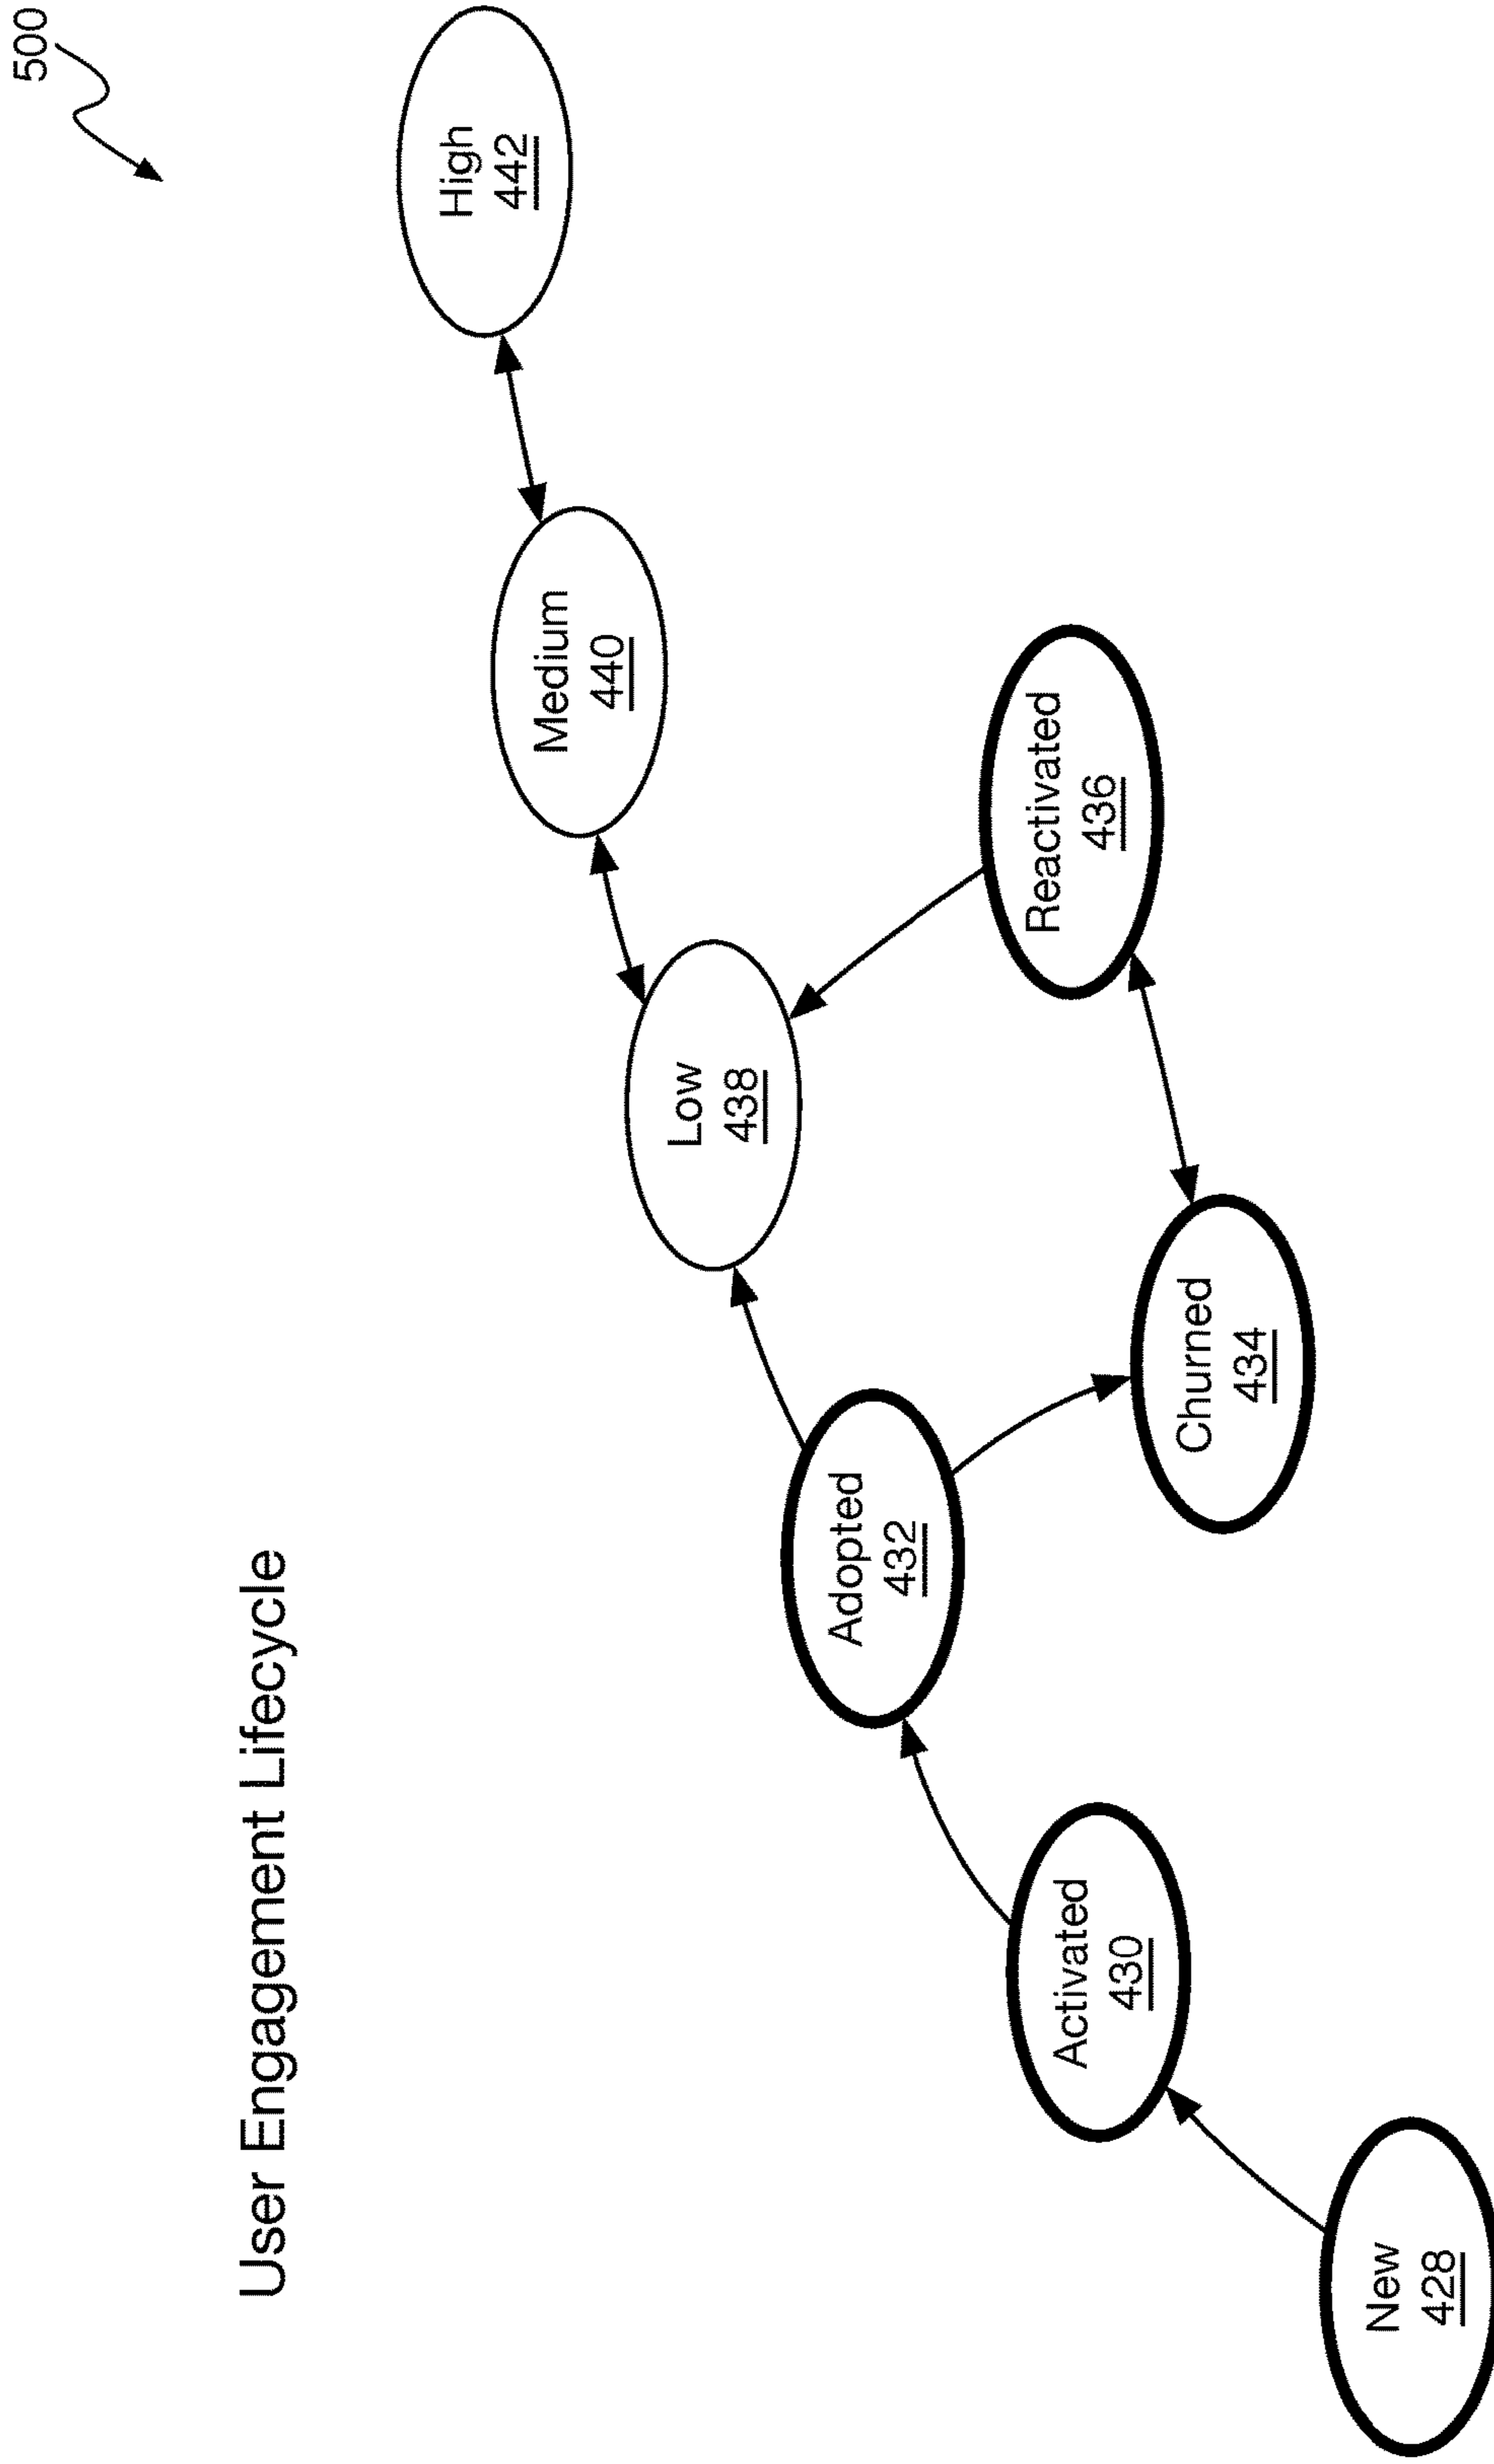 500
User Engagement Lifecycle
High
442
Medium
440
Low
438
Adopted
432
Reactivated
436
Activated
430
Churned
434
New
428